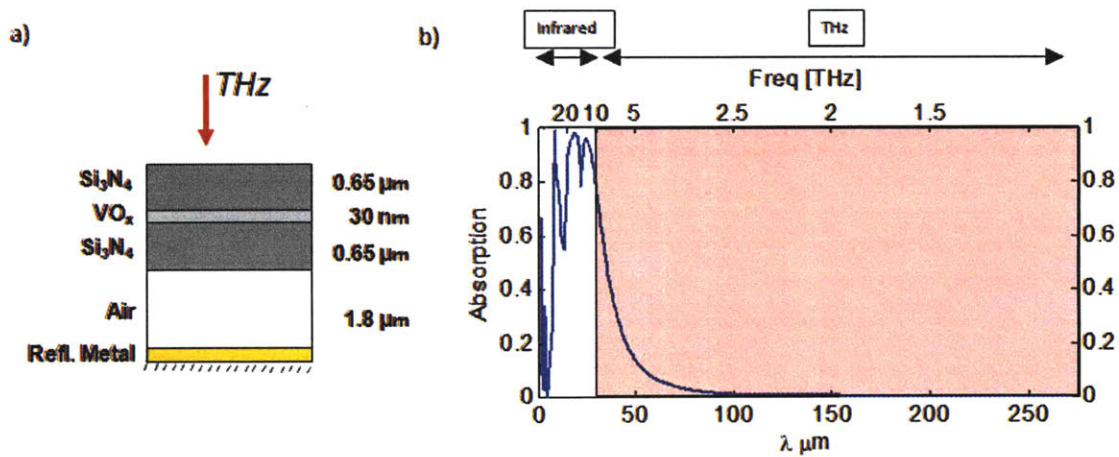 a)
THz
Si₃N₄ 0.65 µm
VOₓ 30 nm
Si₃N₄ 0.65 µm
Air 1.8 µm
Refl. Metal
b)
Infrared THz
Freq [THz]
20 10 5 2.5 2 1.5
1 1
0.8 0.8
0.6 0.6
0.4 0.4
0.2 0.2
0 0
Absorption
0 50 100 150 200 250
λ µm